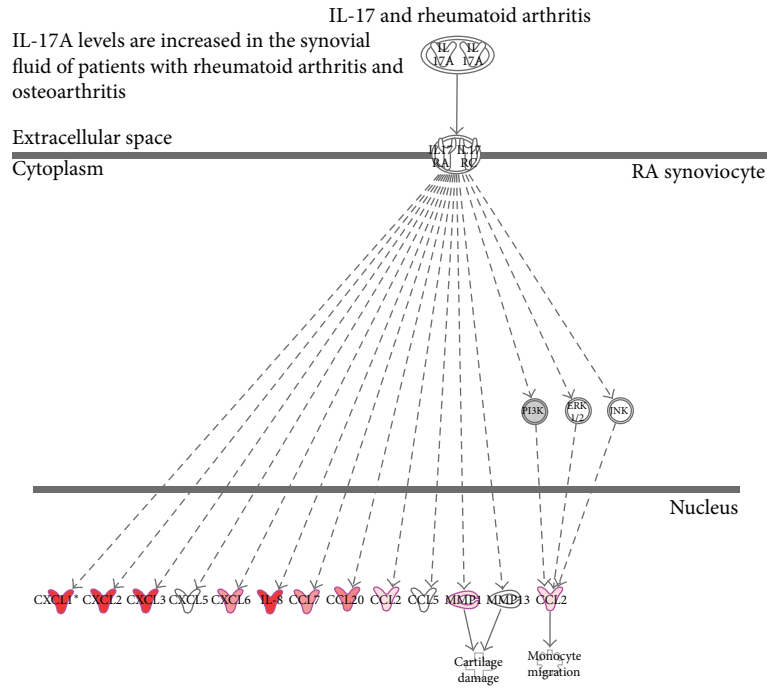 IL-17 and rheumatoid arthritis
IL-17A levels are increased in the synovial
fluid of patients with rheumatoid arthritis and
osteoarthritis
IL
17A
IL
17A
Extracellular space
IL17
RA
IL17
RC
Cytoplasm
RA synoviocyte
PI3K
ERK
1/2
JNK
Nucleus
CXCL1* CXCL2 CXCL3 CXCL5 CXCL6 IL-8 CCL7 CCL20 CCL2 CCL5 MMP1 MMP13 CCL2
Cartilage
damage
Monocyte
migration